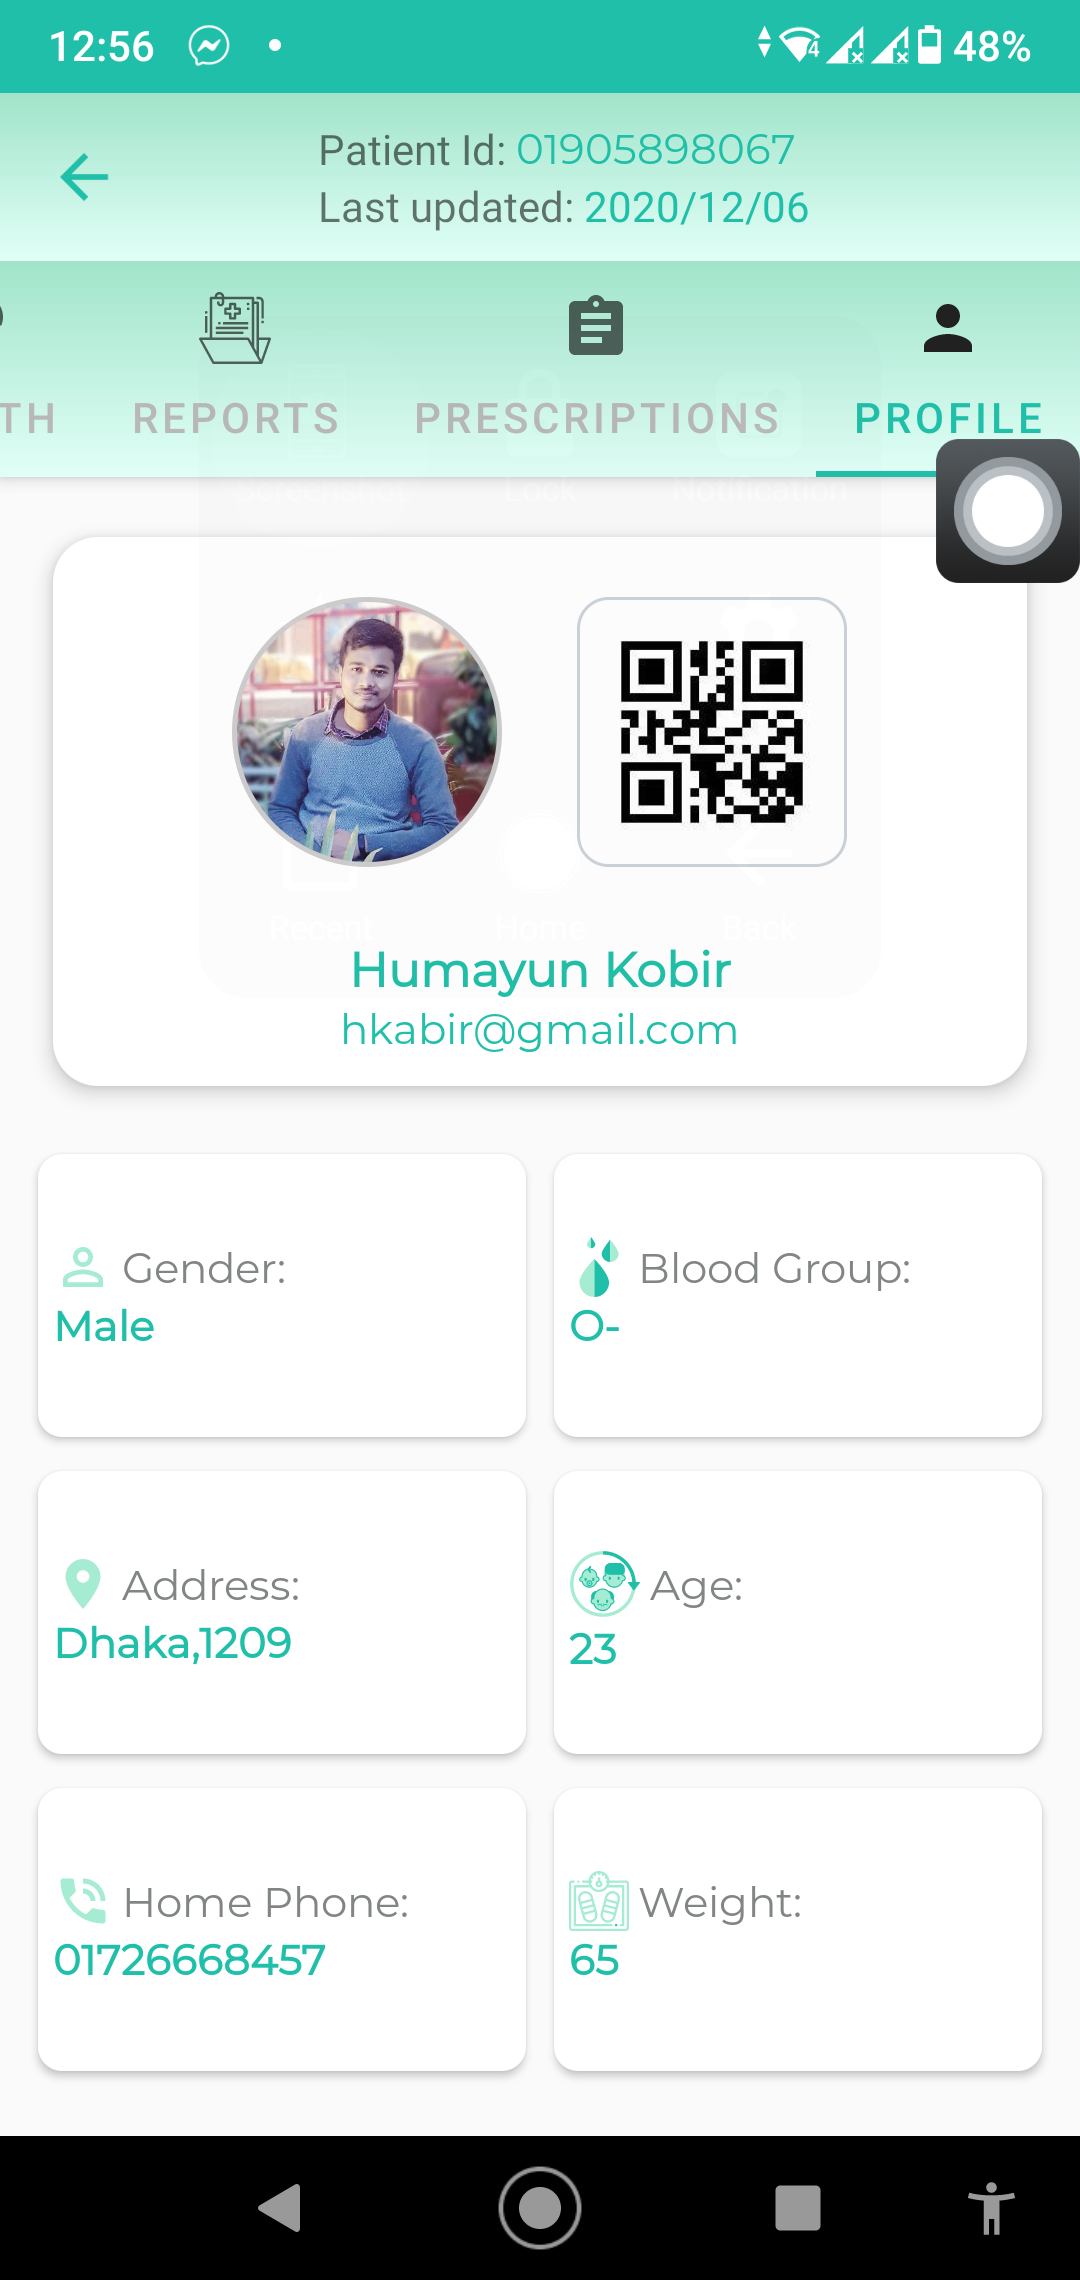 12:56
4
48%
Patient Id: 01905898067
Last updated: 2020/12/06
TH
REPORTS
PRESCRIPTIONS
PROFILE
Screenshot
Lock
Notification
Recent
Home
Back
Humayun Kobir
hkabir@gmail.com
Gender:
Male
Blood Group:
O-
Address:
Dhaka,1209
Age:
23
Home Phone:
01726668457
Weight:
65